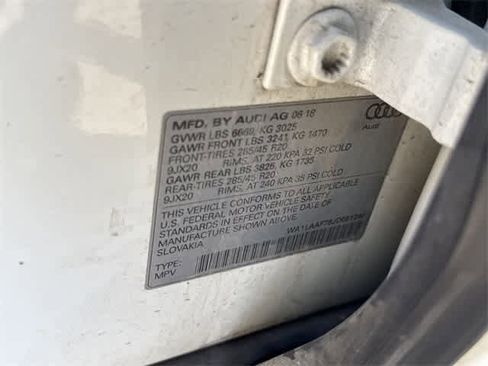 MFD. BY AUDI AG 06 18
GVWR LBS 6669, KG 3025
GAWR FRONT LBS 3241, KG 1470
FRONT-TIRES 285/45 R20
9JX20 RIMS, AT 220 KPA 32 PSI COLD
GAWR REAR LBS 3825, KG 1735
REAR-TIRES 285/45 R20
9JX20 RIMS, AT 240 KPA 35 PSI COLD
THIS VEHICLE CONFORMS TO ALL APPLICABLE
U.S. FEDERAL MOTOR VEHICLE SAFETY
STANDARDS IN EFFECT ON THE DATE OF
MANUFACTURE SHOWN ABOVE.
SLOVAKIA
TYPE:
MPV
Audi